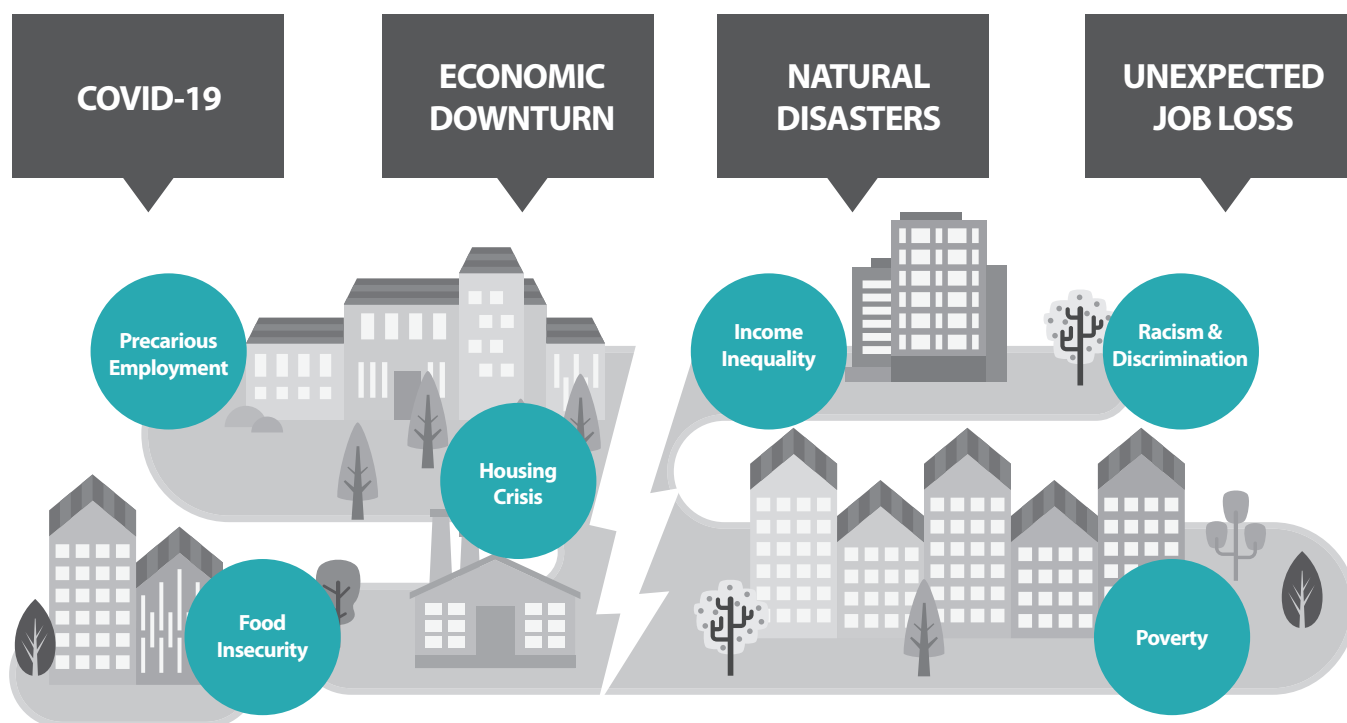 COVID-19
ECONOMIC
DOWNTURN
NATURAL
DISASTERS
UNEXPECTED
JOB LOSS
Precarious
Employment
Income
Inequality
Racism &
Discrimination
Housing
Crisis
Food
Insecurity
Poverty